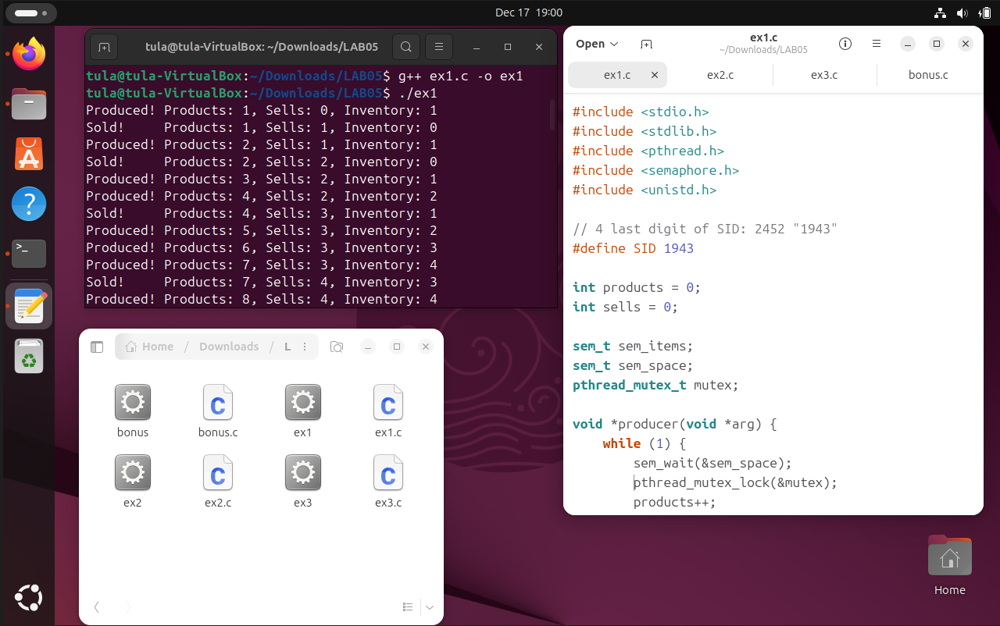 Dec 17 19:00
tula@tula-VirtualBox: ~/Downloads/LAB05
tula@tula-VirtualBox:~/Downloads/LAB05$ g++ ex1.c -o ex1
tula@tula-VirtualBox:~/Downloads/LAB05$ ./ex1
Produced! Products: 1, Sells: 0, Inventory: 1
Sold!     Products: 1, Sells: 1, Inventory: 0
Produced! Products: 2, Sells: 1, Inventory: 1
Sold!     Products: 2, Sells: 2, Inventory: 0
Produced! Products: 3, Sells: 2, Inventory: 1
Produced! Products: 4, Sells: 2, Inventory: 2
Sold!     Products: 4, Sells: 3, Inventory: 1
Produced! Products: 5, Sells: 3, Inventory: 2
Produced! Products: 6, Sells: 3, Inventory: 3
Produced! Products: 7, Sells: 3, Inventory: 4
Sold!     Products: 7, Sells: 4, Inventory: 3
Produced! Products: 8, Sells: 4, Inventory: 4
Open
ex1.c
~/Downloads/LAB05
ex1.c
ex2.c
ex3.c
bonus.c
#include <stdio.h>
#include <stdlib.h>
#include <pthread.h>
#include <semaphore.h>
#include <unistd.h>
// 4 last digit of SID: 2452 "1943"
#define SID 1943
int products = 0;
int sells = 0;
sem_t sem_items;
sem_t sem_space;
pthread_mutex_t mutex;
void *producer(void *arg) {
    while (1) {
        sem_wait(&sem_space);
        pthread_mutex_lock(&mutex);
        products++;
Home / Downloads / L
bonus
bonus.c
ex1
ex1.c
ex2
ex2.c
ex3
ex3.c
Home